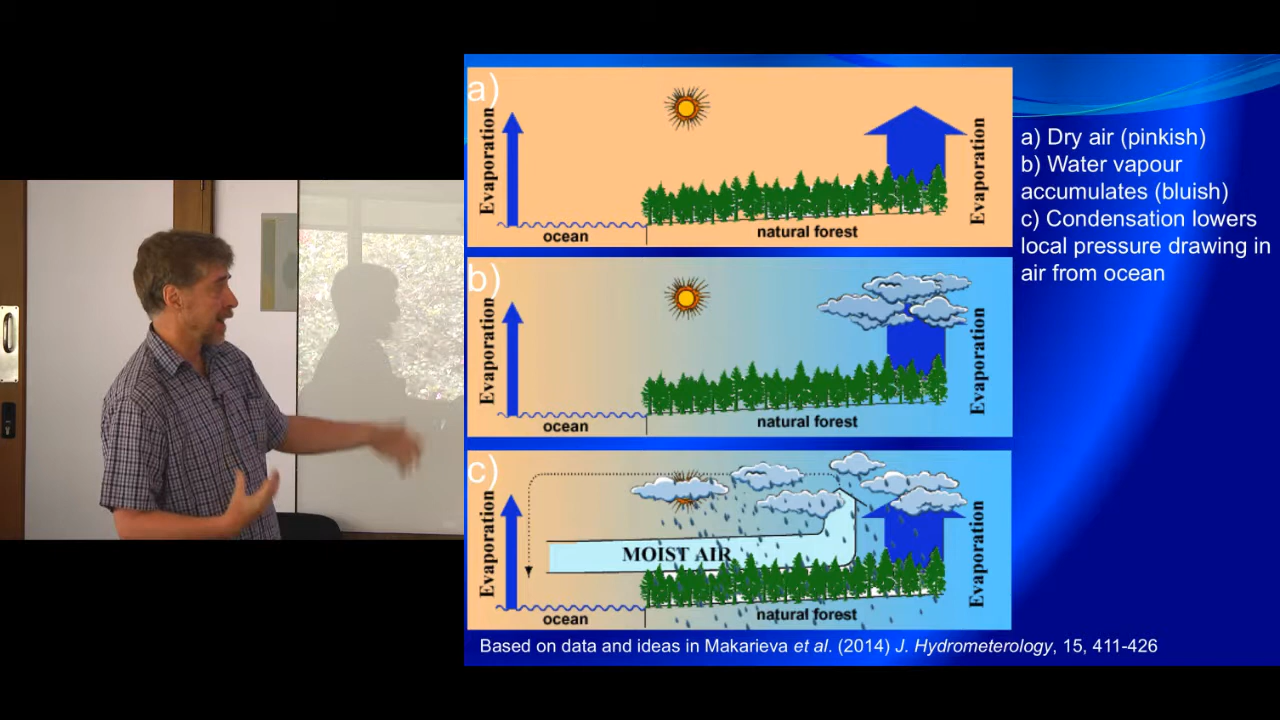 a)
Evaporation
ocean
natural forest
Evaporation
b)
Evaporation
ocean
natural forest
Evaporation
c)
Evaporation
MOIST AIR
ocean
natural forest
Evaporation
a) Dry air (pinkish)
b) Water vapour
accumulates (bluish)
c) Condensation lowers
local pressure drawing in
air from ocean
Based on data and ideas in Makarieva et al. (2014) J. Hydrometerology, 15, 411-426